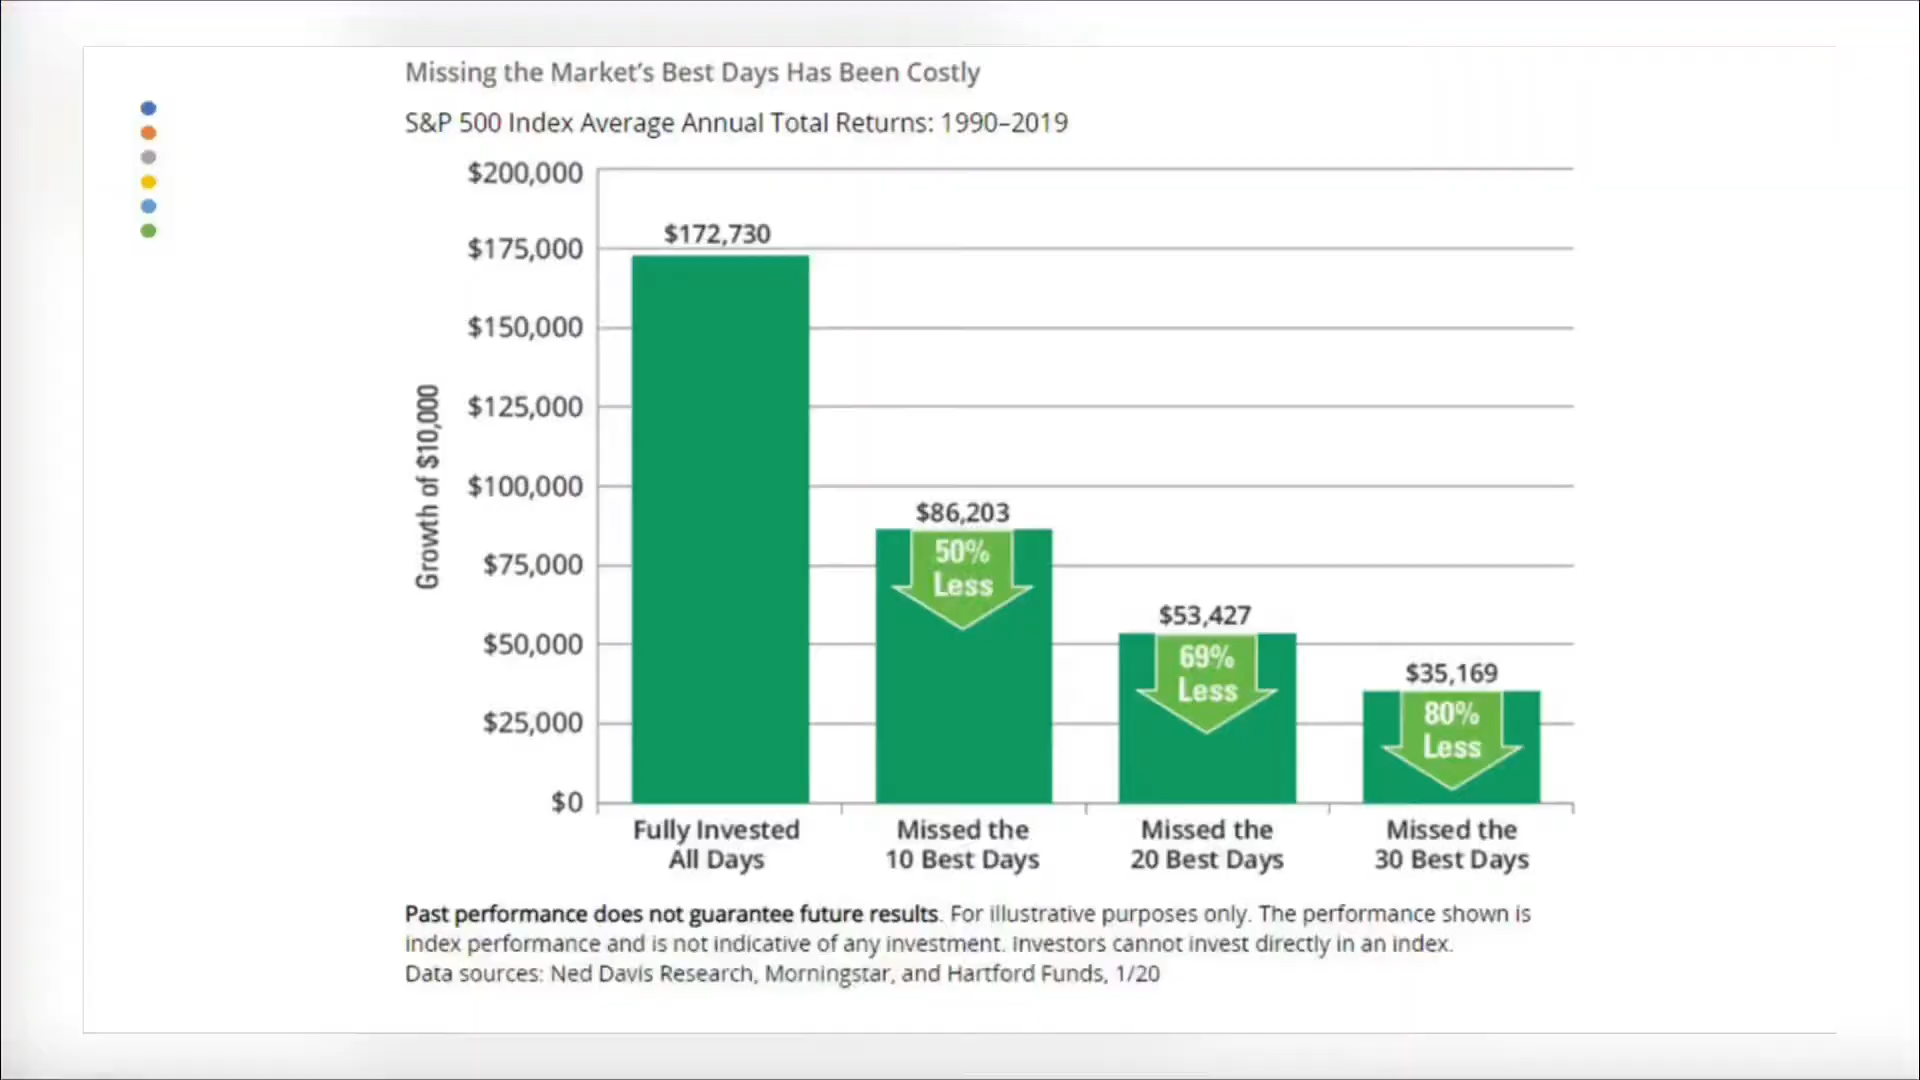 Missing the Market's Best Days Has Been Costly
S&P 500 Index Average Annual Total Returns: 1990–2019
Growth of $10,000
$200,000
$175,000
$150,000
$125,000
$100,000
$75,000
$50,000
$25,000
$0
$172,730
$86,203
50%
Less
$53,427
69%
Less
$35,169
80%
Less
Fully Invested
All Days
Missed the
10 Best Days
Missed the
20 Best Days
Missed the
30 Best Days
Past performance does not guarantee future results. For illustrative purposes only. The performance shown is
index performance and is not indicative of any investment. Investors cannot invest directly in an index.
Data sources: Ned Davis Research, Morningstar, and Hartford Funds, 1/20